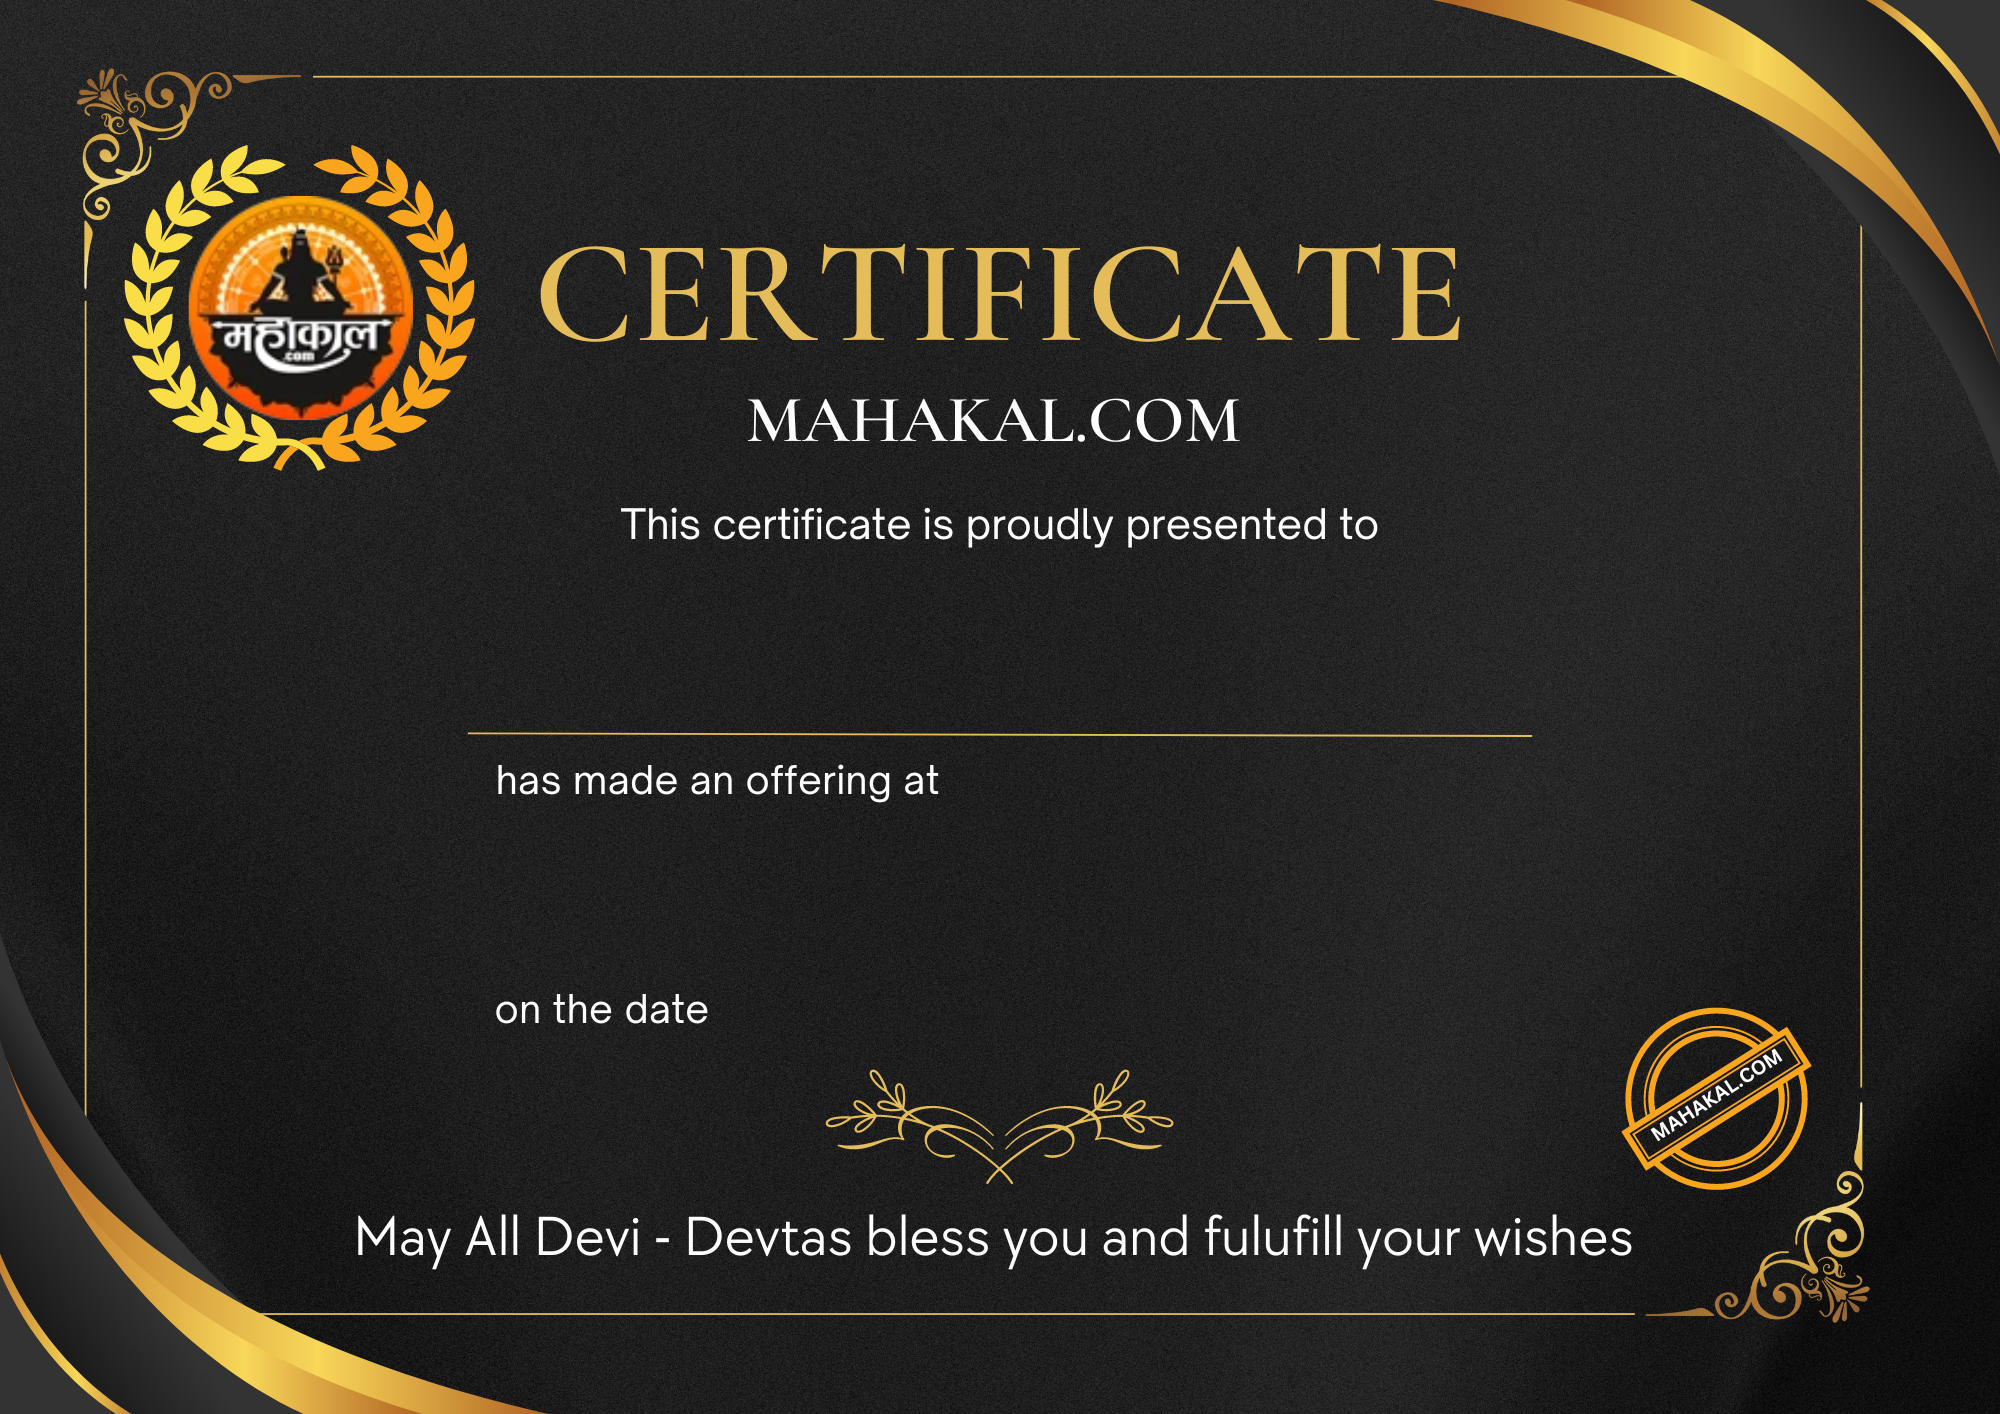 महाकाल
.com
CERTIFICATE
MAHAKAL.COM
This certificate is proudly presented to
has made an offering at
on the date
MAHAKAL.COM
May All Devi - Devtas bless you and fulufill your wishes